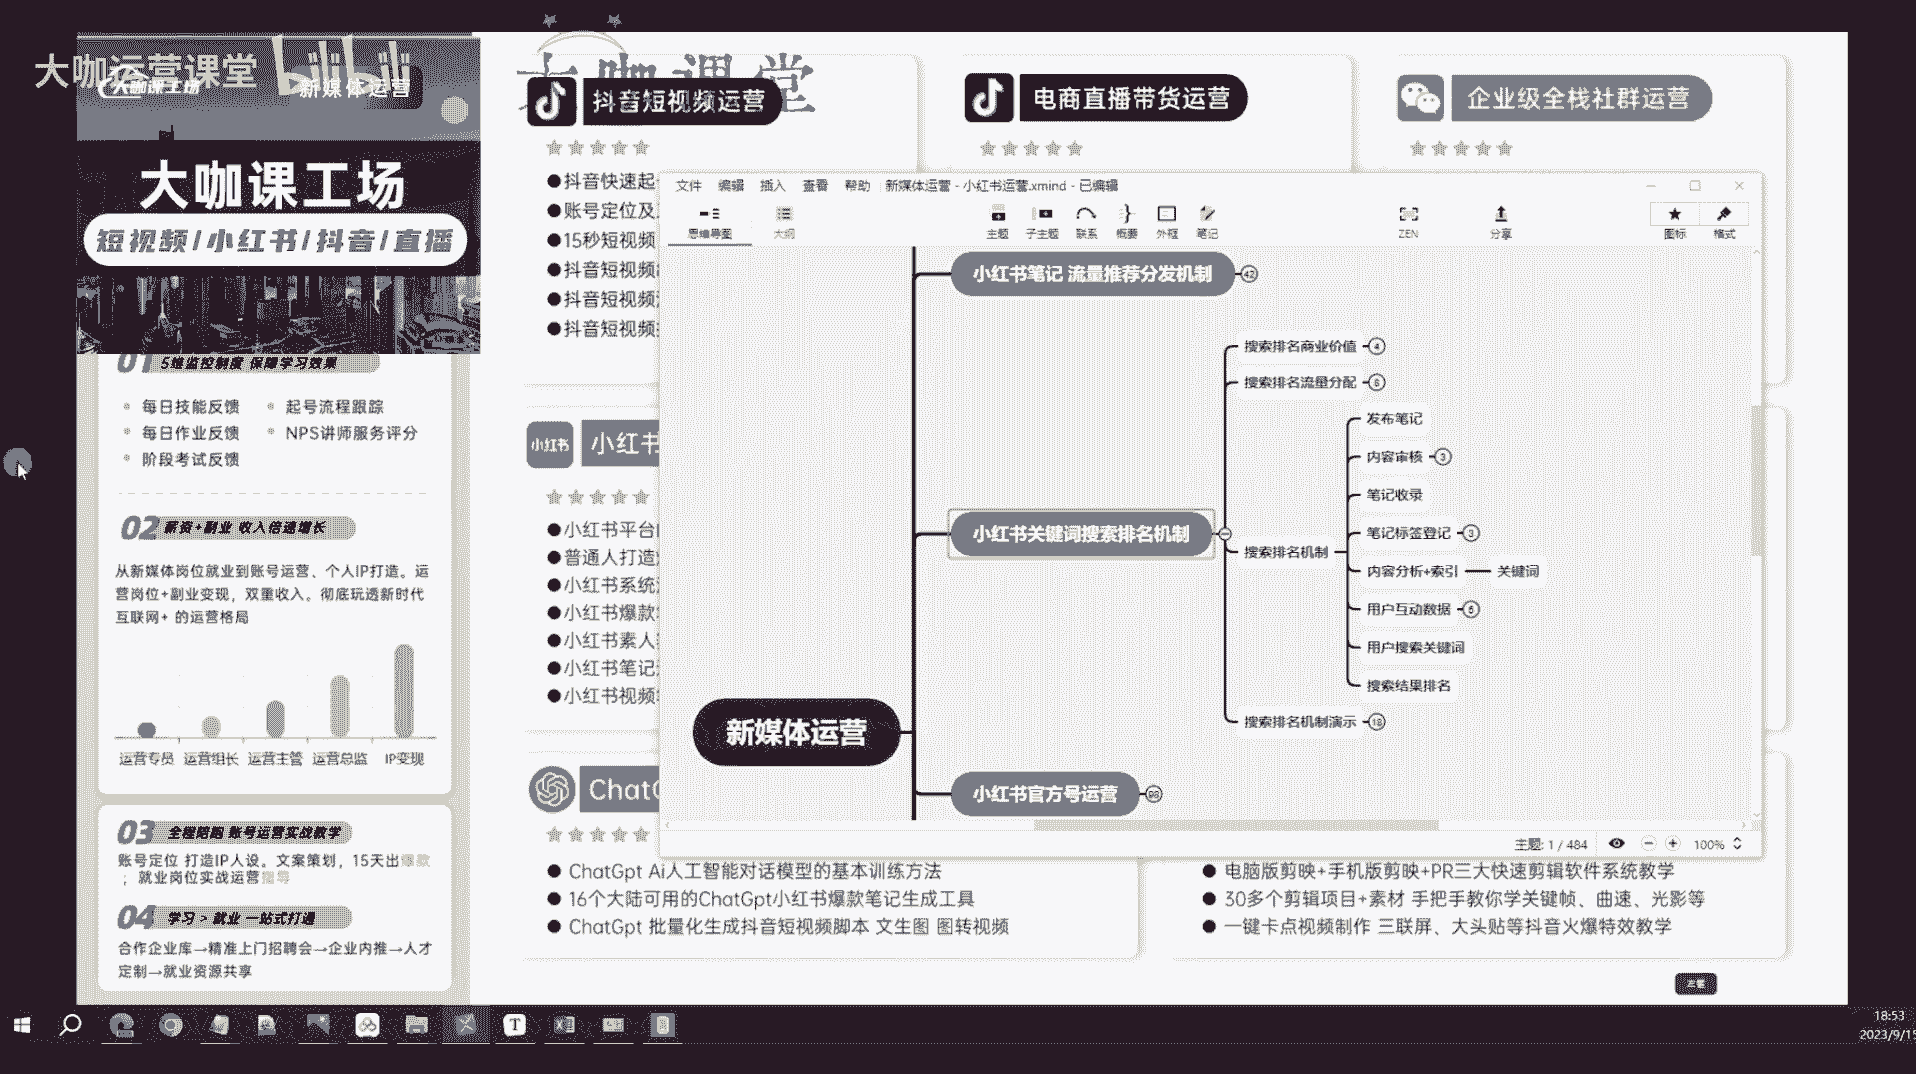 大咖运营课堂
bilibili
大咖课工场
新媒体运营
大咖课工场
短视频/小红书/抖音/直播
01 5维监控制度 保障学习效果
每日技能反馈
起号流程跟踪
每日作业反馈
NPS讲师服务评分
阶段考试反馈
02 薪资+副业 收入倍速增长
从新媒体岗位就业到账号运营、个人IP打造。运
营岗位+副业变现，双重收入。彻底玩透新时代
互联网+ 的运营格局
运营专员 运营组长 运营主管 运营总监 IP变现
03 全程陪跑 账号运营实战教学
账号定位 打造IP人设。文案策划，15天出爆款
；就业岗位实战运营指导
04 学习 > 就业 一站式打通
合作企业库→精准上门招聘会→企业内推→人才
定制→就业资源共享
大咖课堂
抖音短视频运营
电商直播带货运营
企业级全栈社群运营
●抖音快速起
●账号定位及
●15秒短视频
●抖音短视频
●抖音短视频
●抖音短视频
小红书
小红书
●小红书平台
●普通人打造
●小红书系统
●小红书爆款
●小红书素人
●小红书笔记
●小红书视频
ChatG
● ChatGpt Ai人工智能对话模型的基本训练方法
● 16个大陆可用的ChatGpt小红书爆款笔记生成工具
● ChatGpt 批量化生成抖音短视频脚本 文生图 图转视频
● 电脑版剪映+手机版剪映+PR三大快速剪辑软件系统教学
● 30多个剪辑项目+素材 手把手教你学关键帧、曲速、光影等
● 一键卡点视频制作 三联屏、大头贴等抖音火爆特效教学
文件 编辑 插入 查看 帮助 新媒体运营 - 小红书运营.xmind - 已编辑
思维导图 大纲 主题 子主题 联系 概要 外框 笔记 ZEN 分享 图标 格式
小红书笔记 流量推荐分发机制 42
搜索排名商业价值 4
搜索排名流量分配 6
发布笔记
内容审核 3
笔记收录
小红书关键词搜索排名机制
笔记标签登记 3
搜索排名机制
内容分析+索引 关键词
用户互动数据 6
用户搜索关键词
搜索结果排名
搜索排名机制演示 18
新媒体运营
小红书官方号运营 98
主题: 1 / 484 100%
运营
18:53
2023/9/15